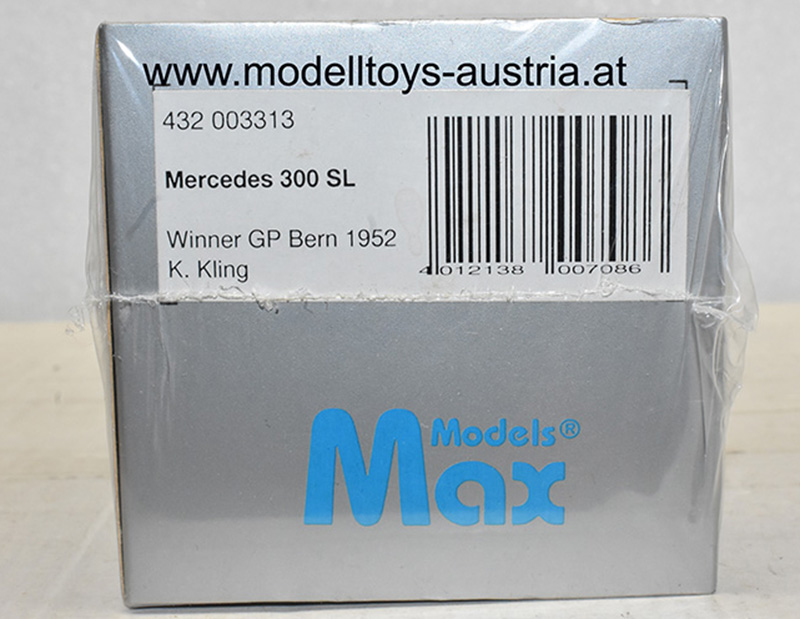 www.modelltoys-austria.at
432 003313
Mercedes 300 SL
Winner GP Bern 1952
K. Kling
4 012138 007086
Models®
Max